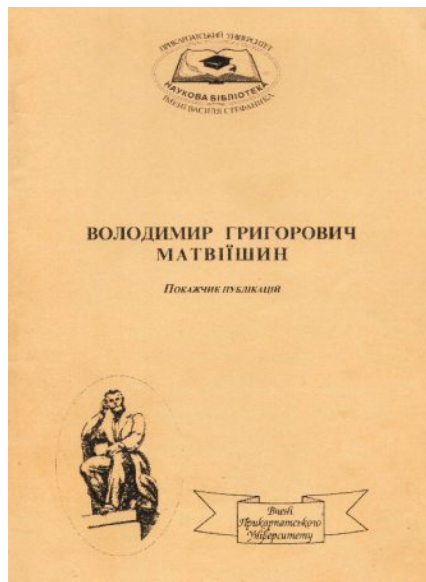 ПРИКАРПАТСЬКИЙ УНІВЕРСИТЕТ
НАУКОВА БІБЛІОТЕКА
ІМЕНІ ВАСИЛЯ СТЕФАНИКА
ВОЛОДИМИР ГРИГОРОВИЧ
МАТВІЇШИН
ПОКАЖЧИК ПУБЛІКАЦІЙ
Вчені
Прикарпатського
Університету